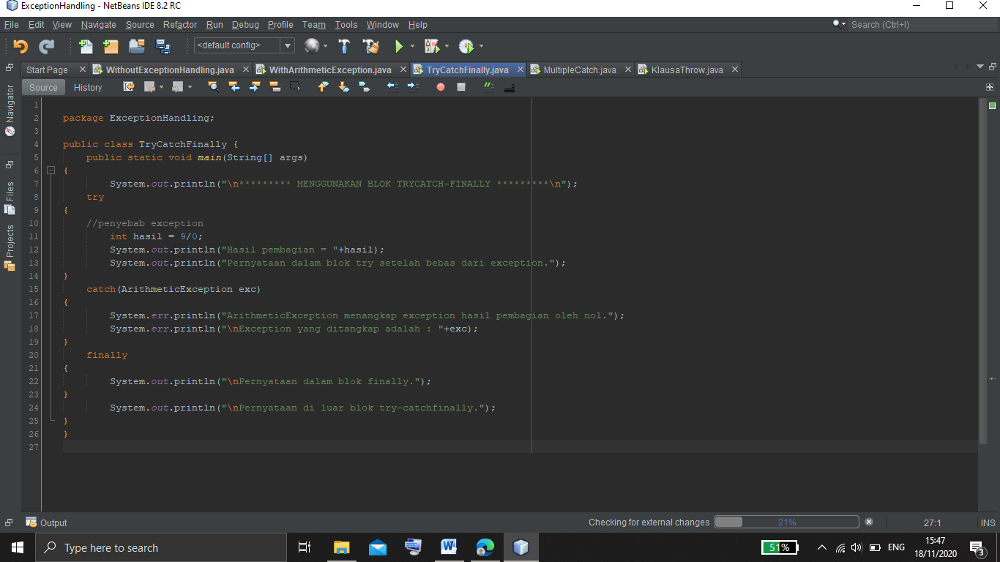 ExceptionHandling - NetBeans IDE 8.2 RC
File Edit View Navigate Source Refactor Run Debug Profile Team Tools Window Help
Search (Ctrl+I)
<default config>
Start Page WithoutExceptionHandling.java WithArithmeticException.java TryCatchFinally.java MultipleCatch.java KlausaThrow.java
Source History
Navigator
Files
Projects
1
2 package ExceptionHandling;
3
4 public class TryCatchFinally {
5 public static void main(String[] args)
6 {
7 System.out.println("\n********* MENGGUNAKAN BLOK TRYCATCH-FINALLY *********\n");
8 try
9 {
10 //penyebab exception
11 int hasil = 9/0;
12 System.out.println("Hasil pembagian = "+hasil);
13 System.out.println("Pernyataan dalam blok try setelah bebas dari exception.");
14 }
15 catch(ArithmeticException exc)
16 {
17 System.err.println("ArithmeticException menangkap exception hasil pembagian oleh nol.");
18 System.err.println("\nException yang ditangkap adalah : "+exc);
19 }
20 finally
21 {
22 System.out.println("\nPernyataan dalam blok finally.");
23 }
24 System.out.println("\nPernyataan di luar blok try-catchfinally.");
25 }
26 }
27
Output
Checking for external changes 21%
27:1 INS
Type here to search
51%
ENG
15:47
18/11/2020
3